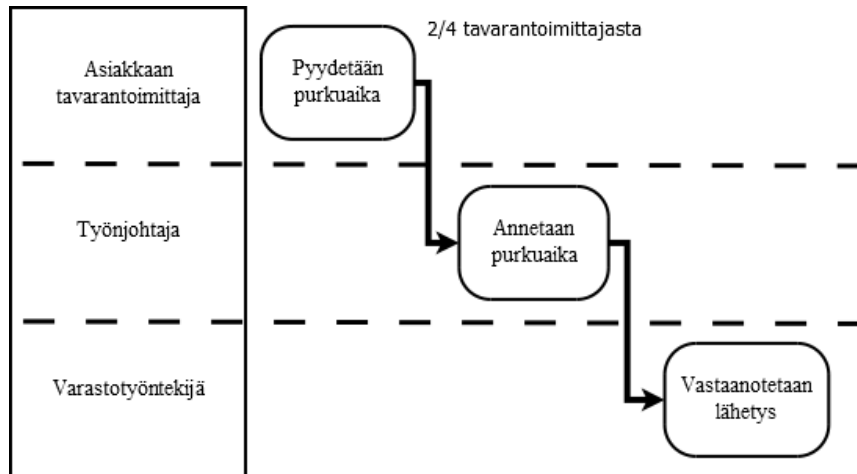 2/4 tavarantoimittajasta
Asiakkaan
tavarantoimittaja
Pyydetään
purkuaika
Työnjohtaja
Annetaan
purkuaika
Varastotyöntekijä
Vastaanotetaan
lähetys